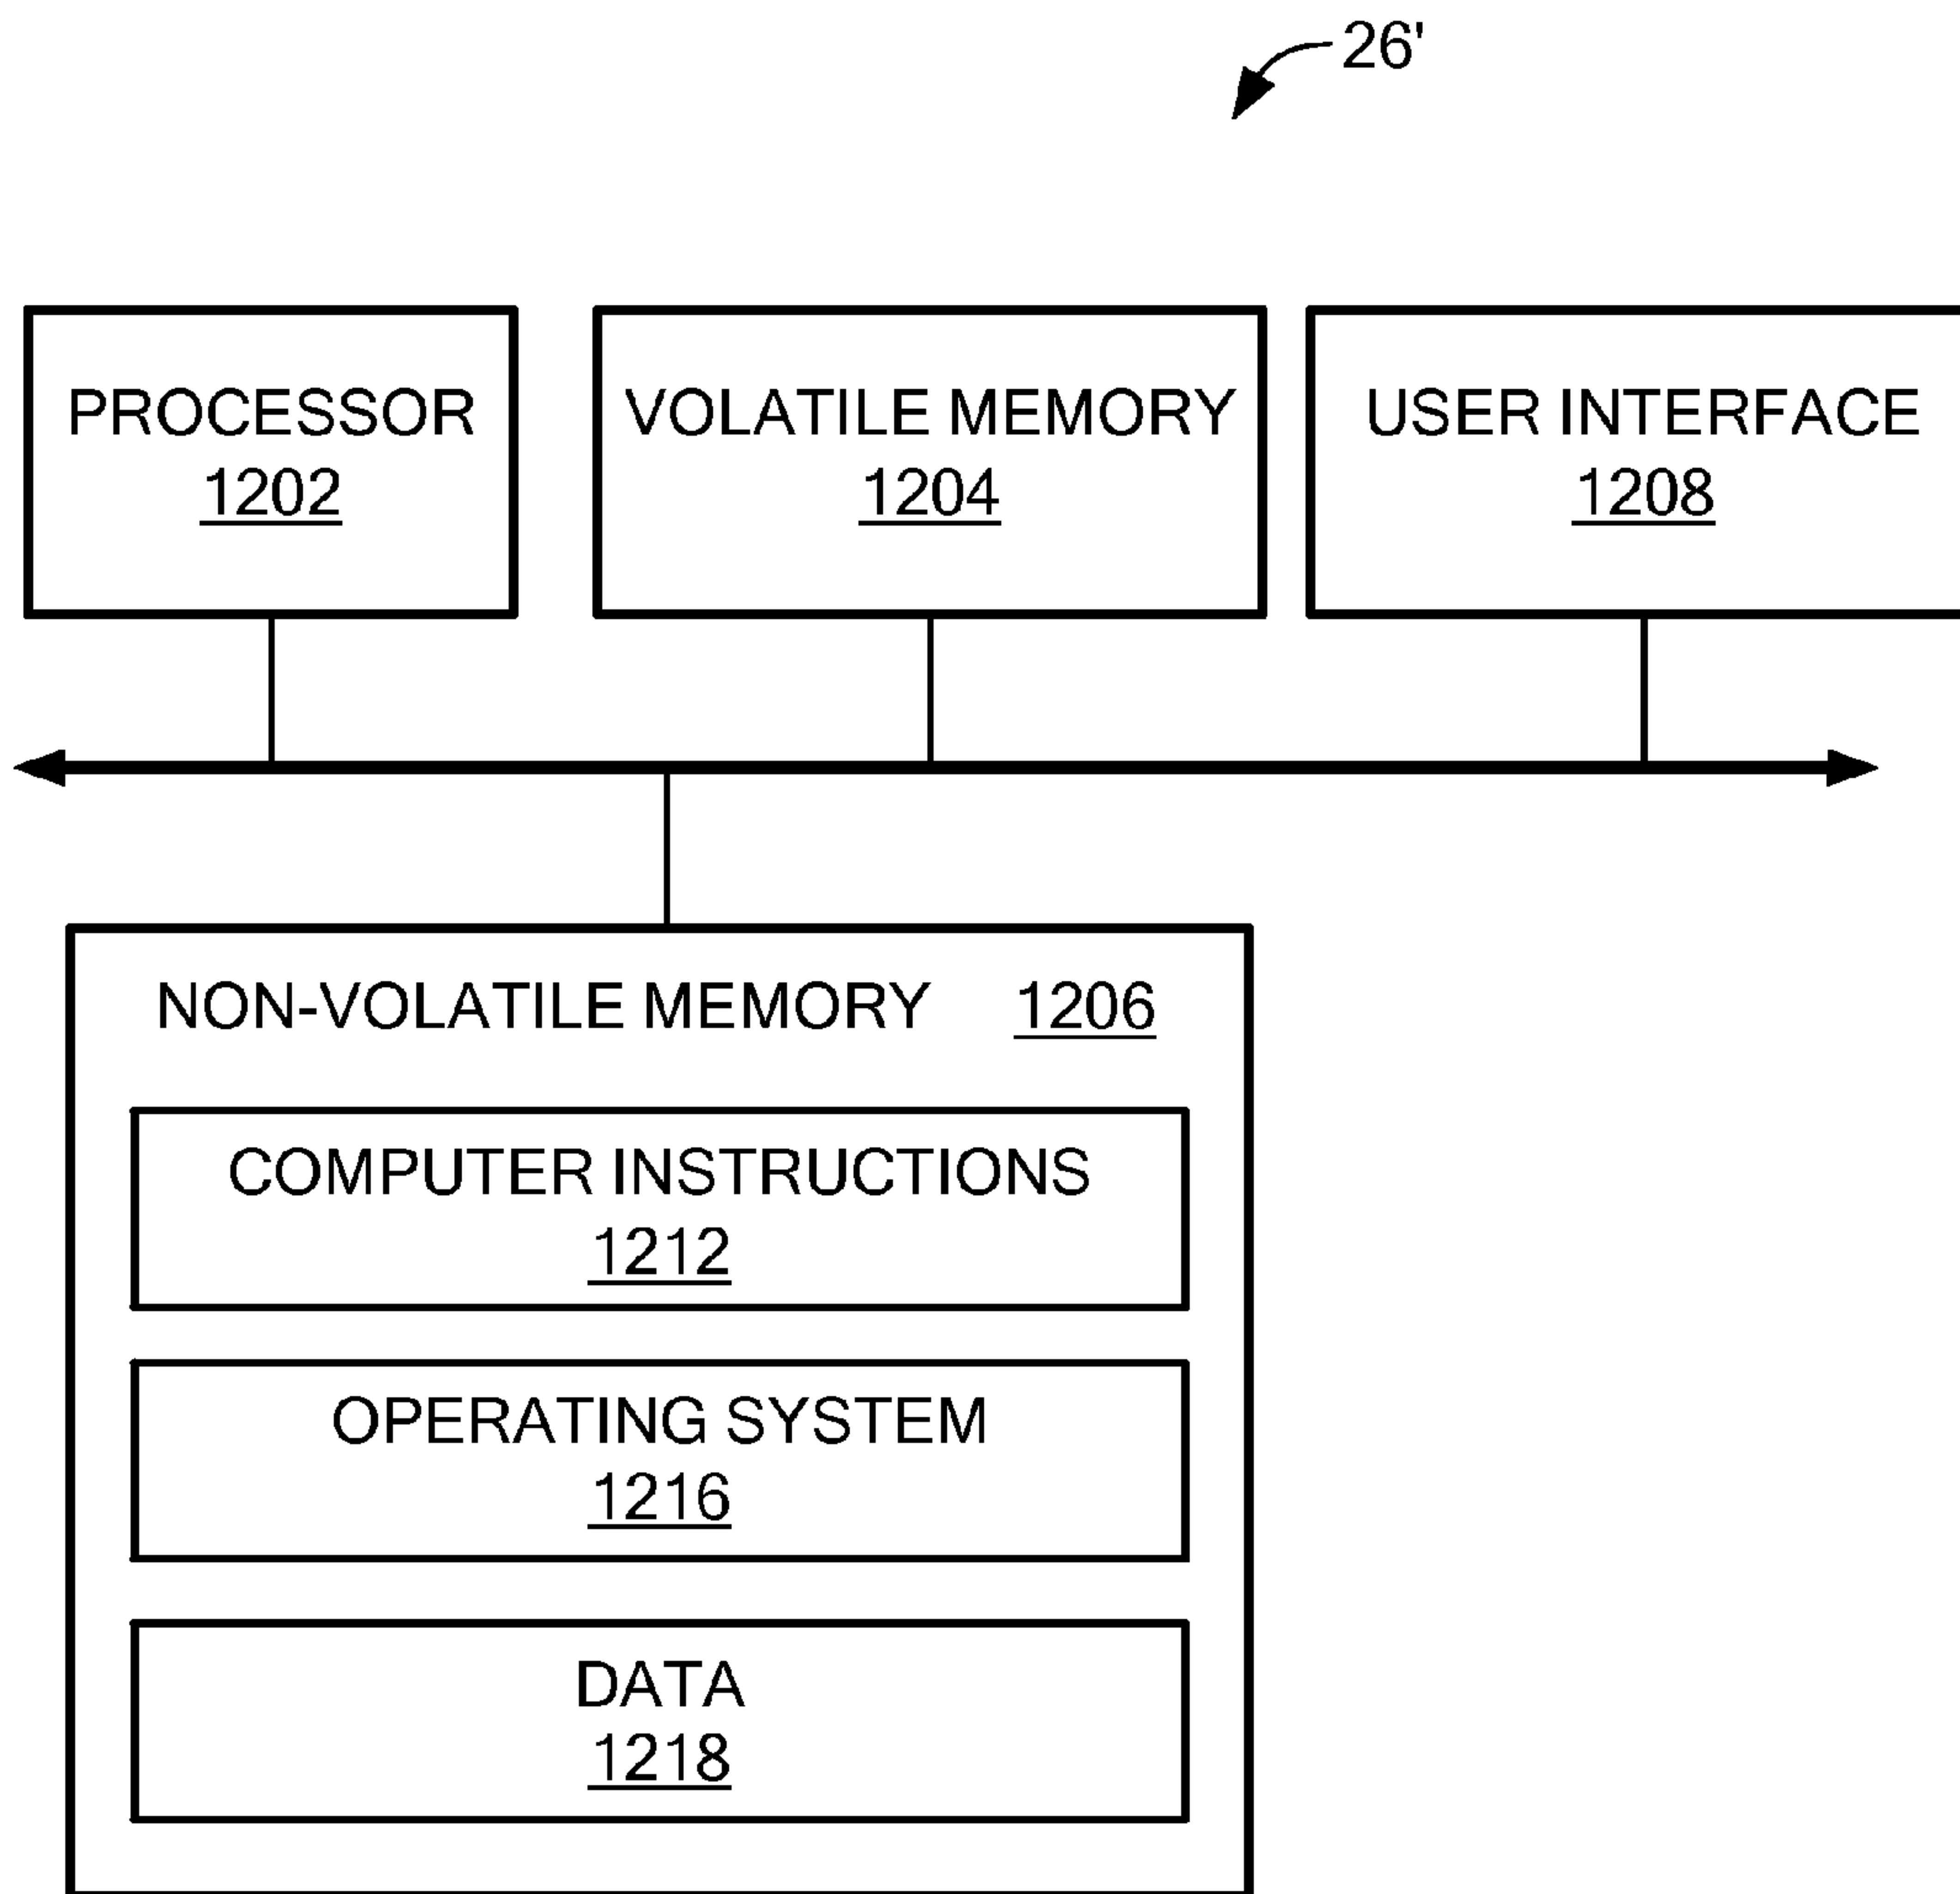 26'
PROCESSOR
1202
VOLATILE MEMORY
1204
USER INTERFACE
1208
NON-VOLATILE MEMORY 1206
COMPUTER INSTRUCTIONS
1212
OPERATING SYSTEM
1216
DATA
1218